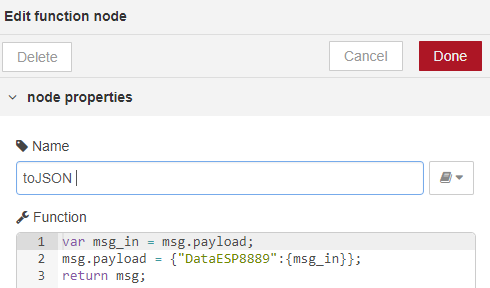 Edit function node
Delete
Cancel
Done
node properties
Name
toJSON
Function
1 var msg_in = msg.payload;
2 msg.payload = {"DataESP8889":{msg_in}};
3 return msg;